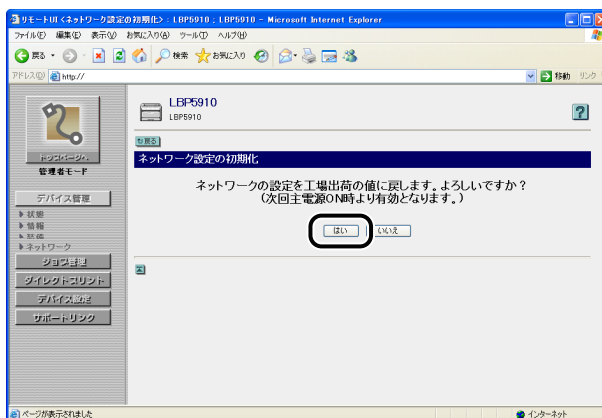 リモートUI <ネットワーク設定の初期化> : LBP5910 ; LBP5910 - Microsoft Internet Explorer
ファイル(F) 編集(E) 表示(V) お気に入り(A) ツール(T) ヘルプ(H)
戻る 検索 お気に入り
アドレス(D) http:// 移動 リンク
LBP5910
LBP5910
トップページへ
管理者モード
戻る
ネットワーク設定の初期化
ネットワークの設定を工場出荷の値に戻します。よろしいですか?
(次回主電源ON時より有効となります。)
はい いいえ
デバイス管理
状態
情報
ネットワーク
ジョブ管理
ダイレクトプリント
デバイス設定
サポートリンク
ページが表示されました インターネット